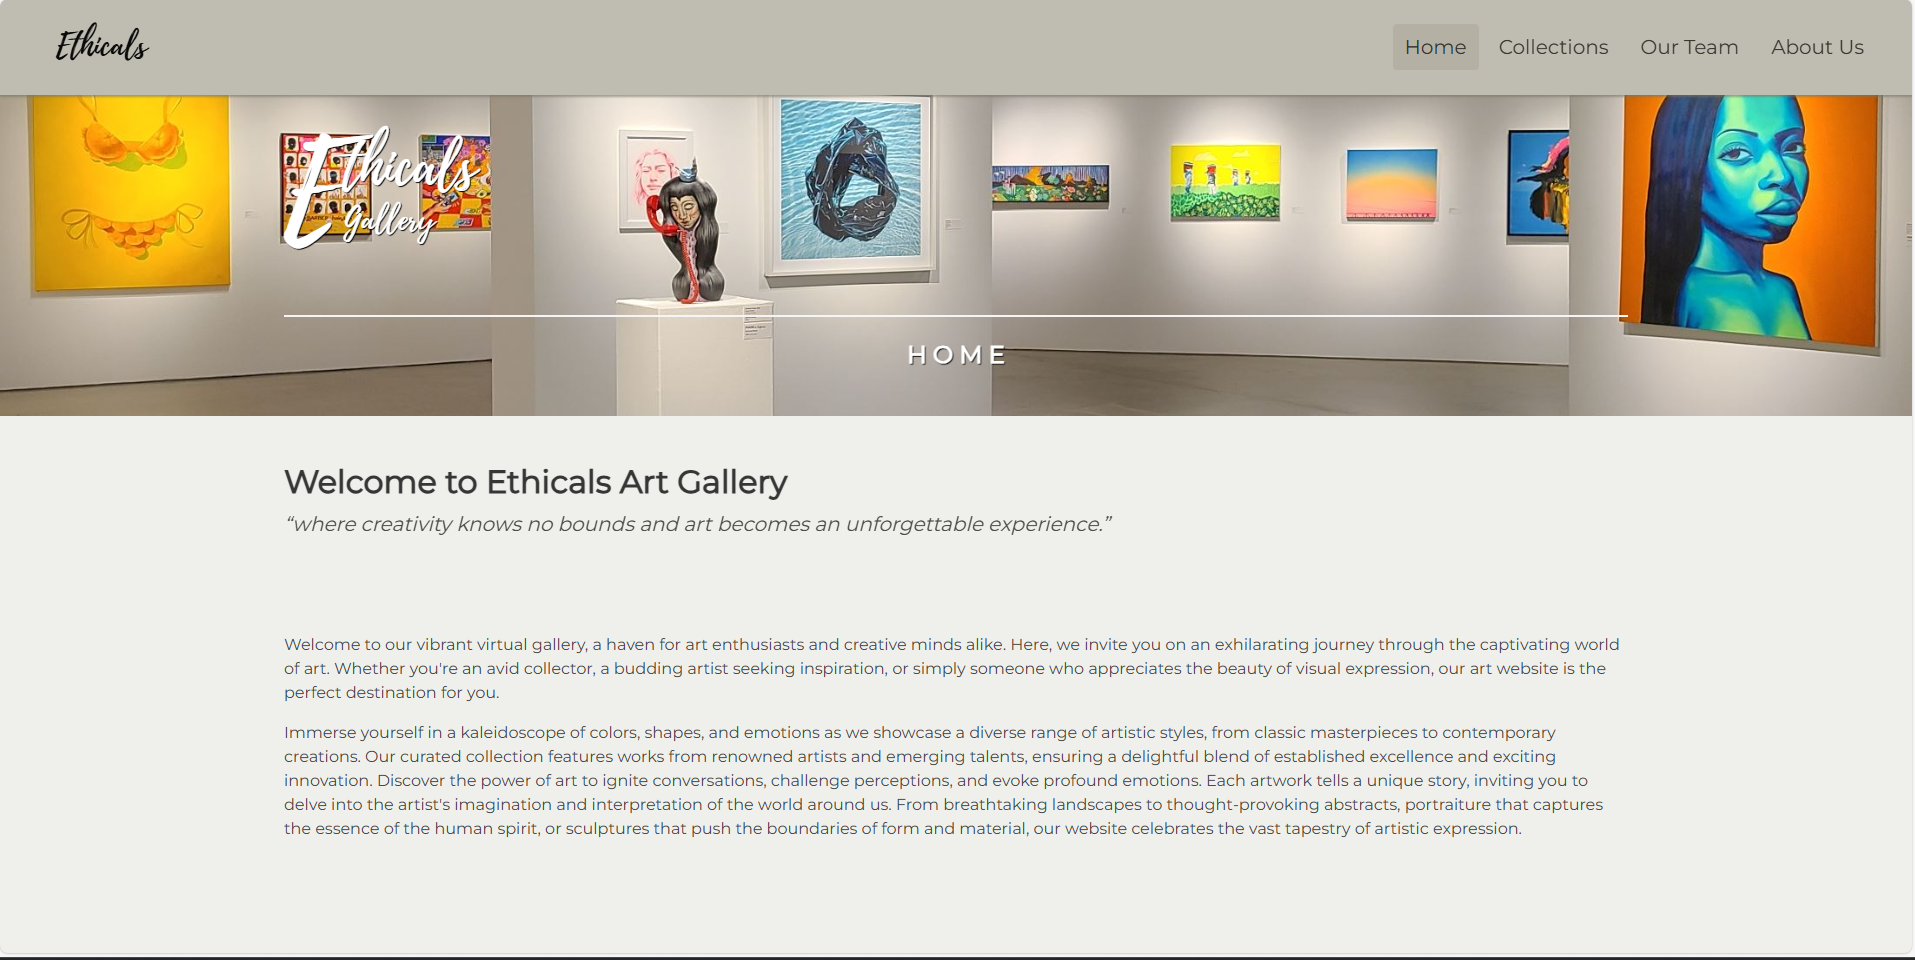 Ethicals
Home
Collections
Our Team
About Us
Ethicals
Gallery
HOME
Welcome to Ethicals Art Gallery
“where creativity knows no bounds and art becomes an unforgettable experience.”
Welcome to our vibrant virtual gallery, a haven for art enthusiasts and creative minds alike. Here, we invite you on an exhilarating journey through the captivating world
of art. Whether you're an avid collector, a budding artist seeking inspiration, or simply someone who appreciates the beauty of visual expression, our art website is the
perfect destination for you.
Immerse yourself in a kaleidoscope of colors, shapes, and emotions as we showcase a diverse range of artistic styles, from classic masterpieces to contemporary
creations. Our curated collection features works from renowned artists and emerging talents, ensuring a delightful blend of established excellence and exciting
innovation. Discover the power of art to ignite conversations, challenge perceptions, and evoke profound emotions. Each artwork tells a unique story, inviting you to
delve into the artist's imagination and interpretation of the world around us. From breathtaking landscapes to thought-provoking abstracts, portraiture that captures
the essence of the human spirit, or sculptures that push the boundaries of form and material, our website celebrates the vast tapestry of artistic expression.